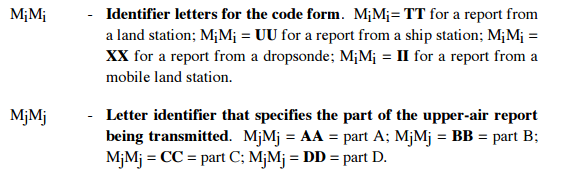 MiMi - Identifier letters for the code form. MiMi= TT for a report from
a land station; MiMi = UU for a report from a ship station; MiMi =
XX for a report from a dropsonde; MiMi = II for a report from a
mobile land station.
MjMj - Letter identifier that specifies the part of the upper-air report
being transmitted. MjMj = AA = part A; MjMj = BB = part B;
MjMj = CC = part C; MjMj = DD = part D.